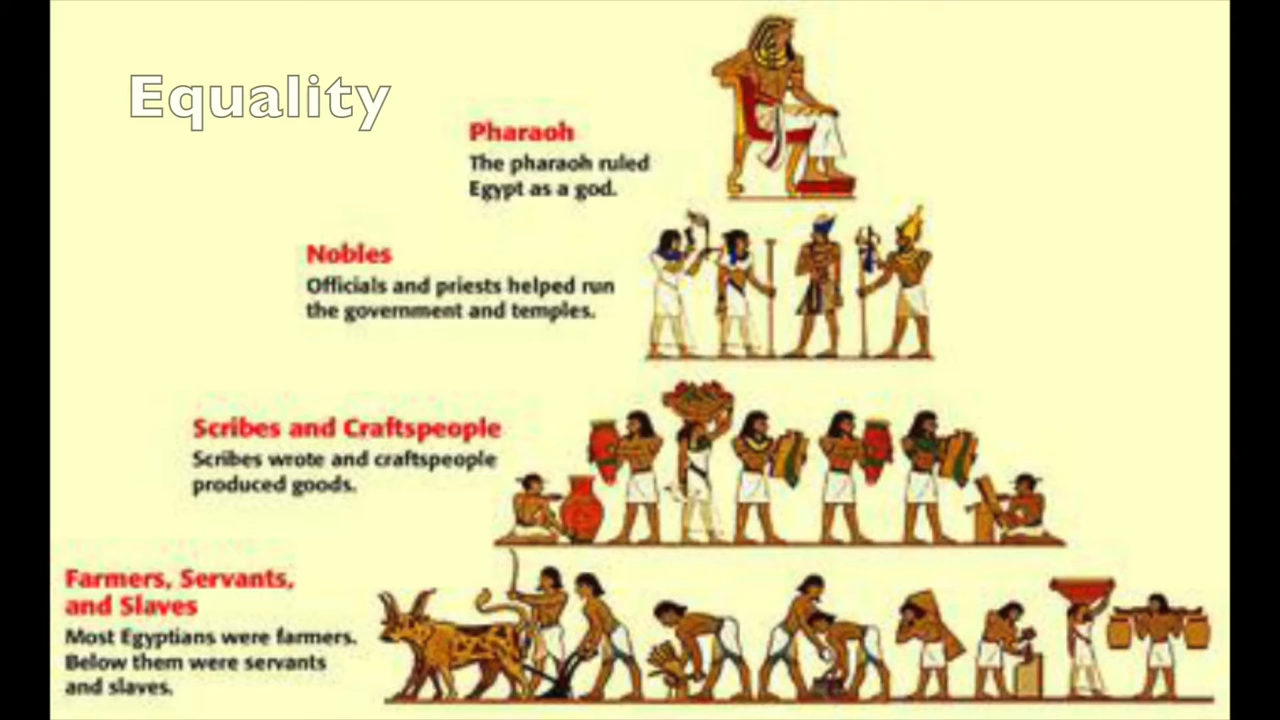 Equality
Pharaoh
The pharaoh ruled
Egypt as a god.
Nobles
Officials and priests helped run
the government and temples.
Scribes and Craftspeople
Scribes wrote and craftspeople
produced goods.
Farmers, Servants,
and Slaves
Most Egyptians were farmers.
Below them were servants
and slaves.